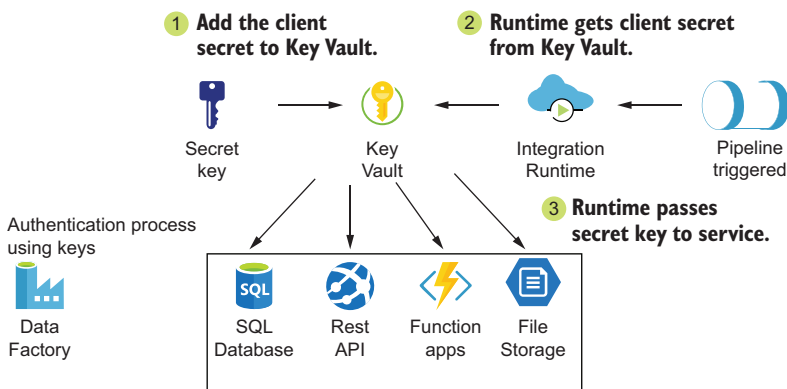 1 Add the client
secret to Key Vault.
2 Runtime gets client secret
from Key Vault.
Secret
key
Key
Vault
Integration
Runtime
Pipeline
triggered
3 Runtime passes
secret key to service.
Authentication process
using keys
Data
Factory
SQL
SQL
Database
Rest
API
Function
apps
File
Storage